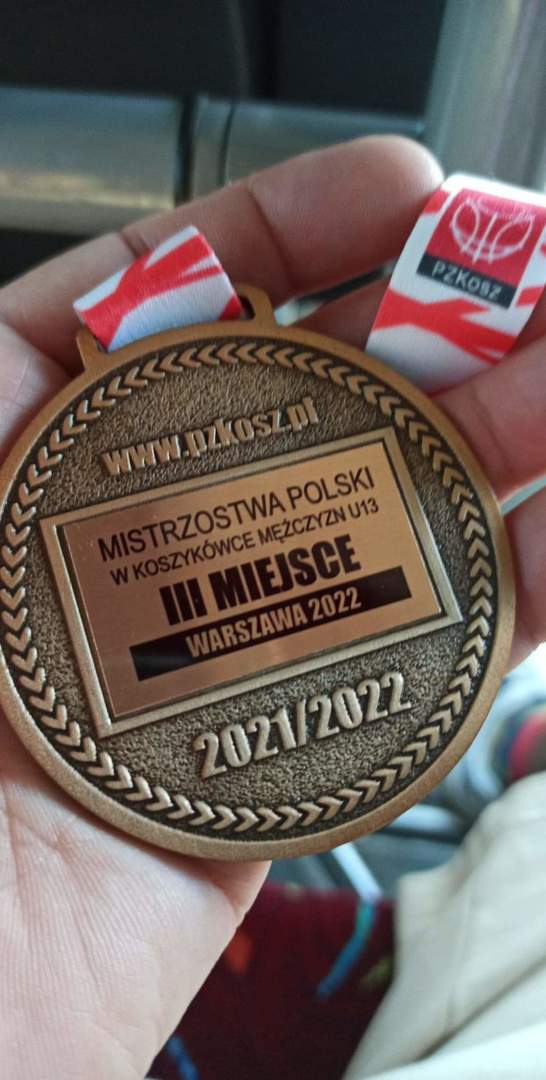 PZKosz
www.pzkosz.pl
MISTRZOSTWA POLSKI
W KOSZYKÓWCE MĘŻCZYZN U13
III MIEJSCE
WARSZAWA 2022
2021/2022